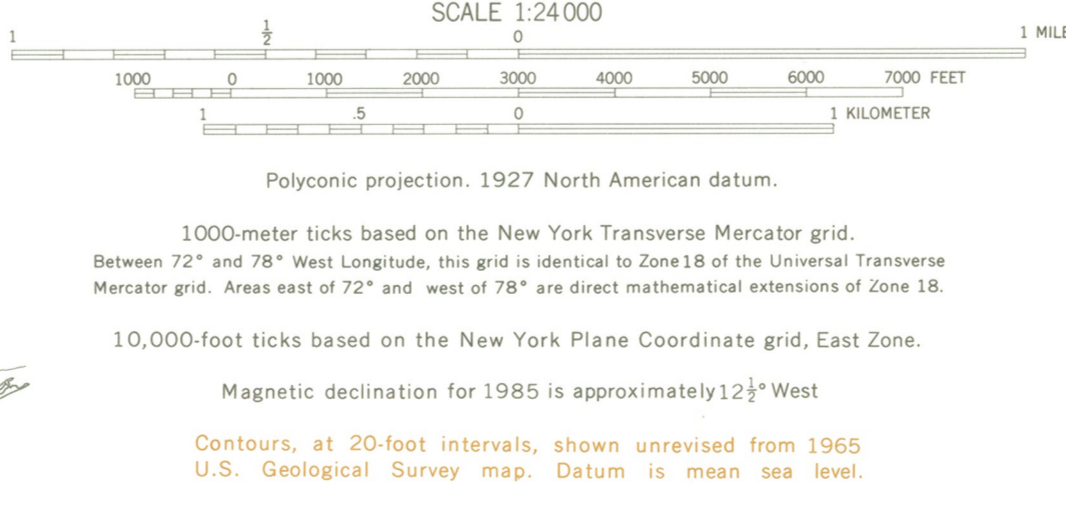 SCALE 1:24 000
1 ½ 0 1 MILE
1000 0 1000 2000 3000 4000 5000 6000 7000 FEET
1 .5 0 1 KILOMETER
Polyconic projection. 1927 North American datum.
1000-meter ticks based on the New York Transverse Mercator grid.
Between 72° and 78° West Longitude, this grid is identical to Zone 18 of the Universal Transverse
Mercator grid. Areas east of 72° and west of 78° are direct mathematical extensions of Zone 18.
10,000-foot ticks based on the New York Plane Coordinate grid, East Zone.
Magnetic declination for 1985 is approximately 12½° West
Contours, at 20-foot intervals, shown unrevised from 1965
U.S. Geological Survey map. Datum is mean sea level.